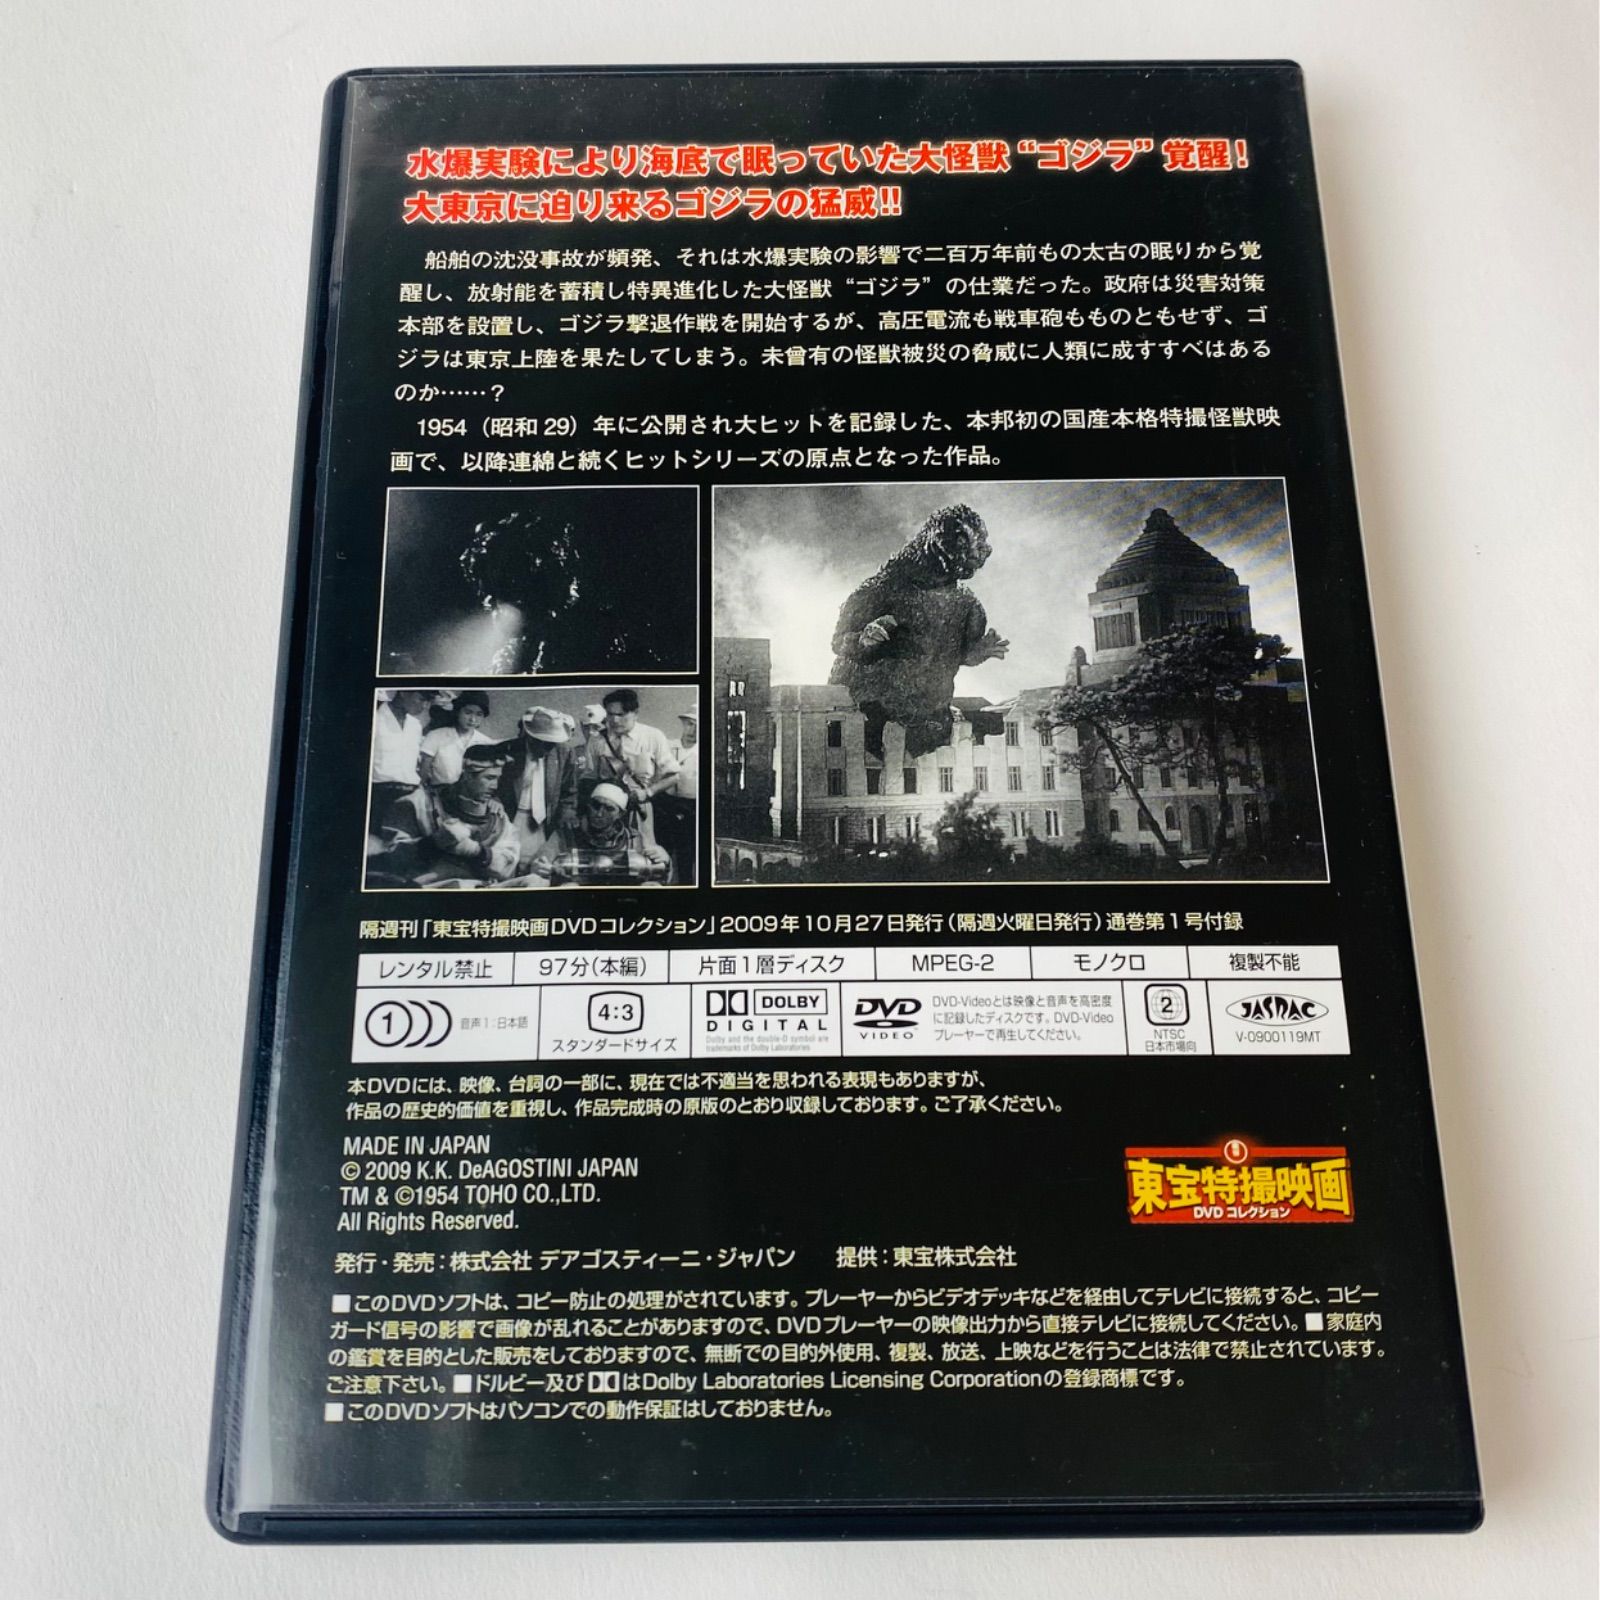 水爆実験により海底で眠っていた大怪獣“ゴジラ”覚醒！
大東京に迫り来るゴジラの猛威!!
船舶の沈没事故が頻発、それは水爆実験の影響で二百万年前もの太古の眠りから覚
醒し、放射能を蓄積し特異進化した大怪獣“ゴジラ”の仕業だった。政府は災害対策
本部を設置し、ゴジラ撃退作戦を開始するが、高圧電流も戦車砲もものともせず、ゴ
ジラは東京上陸を果たしてしまう。未曾有の怪獣被災の脅威に人類に成すすべはある
のか……？
1954（昭和29）年に公開され大ヒットを記録した、本邦初の国産本格特撮怪獣映
画で、以降連綿と続くヒットシリーズの原点となった作品。
隔週刊「東宝特撮映画DVDコレクション」2009年10月27日発行（隔週火曜日発行）通巻第1号付録
レンタル禁止 97分（本編） 片面1層ディスク MPEG-2 モノクロ 複製不能
1 音声1:日本語
4:3
スタンダードサイズ
DOLBY
DIGITAL
Dolby and the double-D symbol are
trademarks of Dolby Laboratories
DVD
VIDEO
DVD-Videoとは映像と音声を高密度
に記録したディスクです。DVD-Video
プレーヤーで再生してください。
2
NTSC
日本市場向
JASRAC
V-0900119MT
本DVDには、映像、台詞の一部に、現在では不適当を思われる表現もありますが、
作品の歴史的価値を重視し、作品完成時の原版のとおり収録しております。ご了承ください。
MADE IN JAPAN
© 2009 K.K. DeAGOSTINI JAPAN
TM & ©1954 TOHO CO.,LTD.
All Rights Reserved.
東宝特撮映画
DVD コレクション
発行・発売：株式会社 デアゴスティーニ・ジャパン 提供：東宝株式会社
■このDVDソフトは、コピー防止の処理がされています。プレーヤーからビデオデッキなどを経由してテレビに接続すると、コピー
ガード信号の影響で画像が乱れることがありますので、DVDプレーヤーの映像出力から直接テレビに接続してください。■家庭内
の鑑賞を目的とした販売をしておりますので、無断での目的外使用、複製、放送、上映などを行うことは法律で禁止されています。
ご注意下さい。■ドルビー及びはDolby Laboratories Licensing Corporationの登録商標です。
■このDVDソフトはパソコンでの動作保証はしておりません。